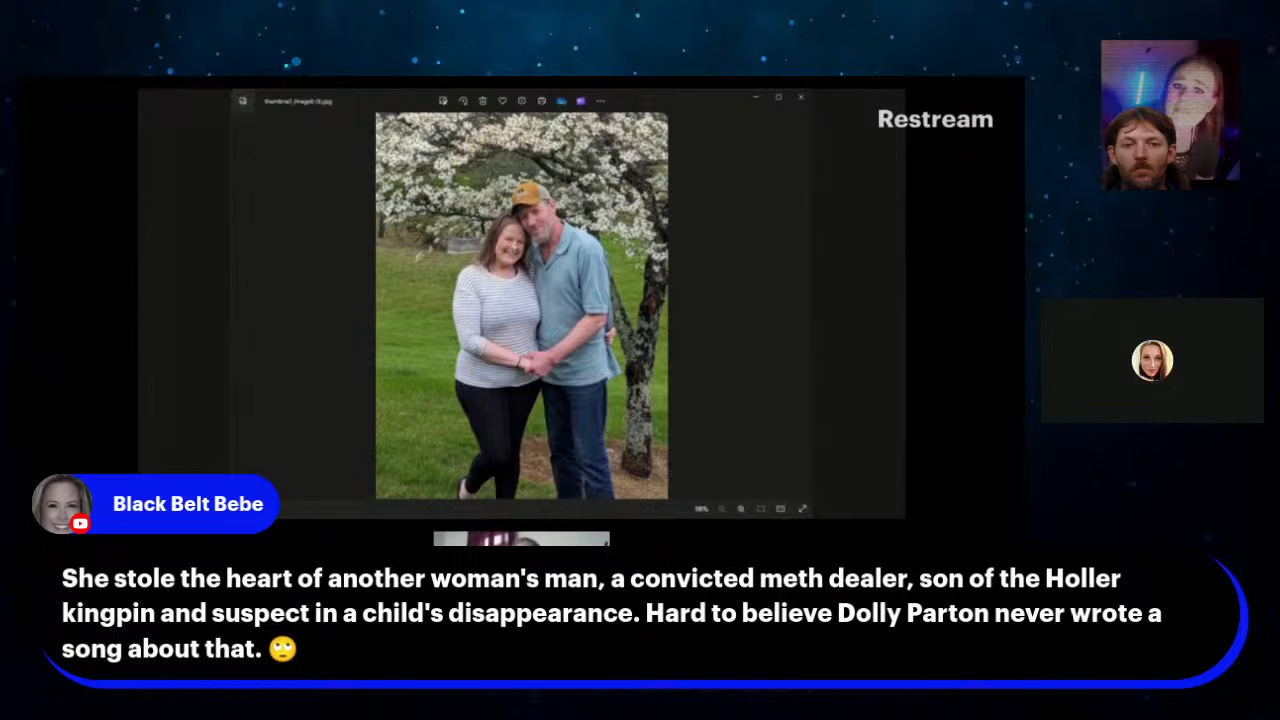 Restream
98%
Black Belt Bebe
She stole the heart of another woman's man, a convicted meth dealer, son of the Holler
kingpin and suspect in a child's disappearance. Hard to believe Dolly Parton never wrote a
song about that. 🙄